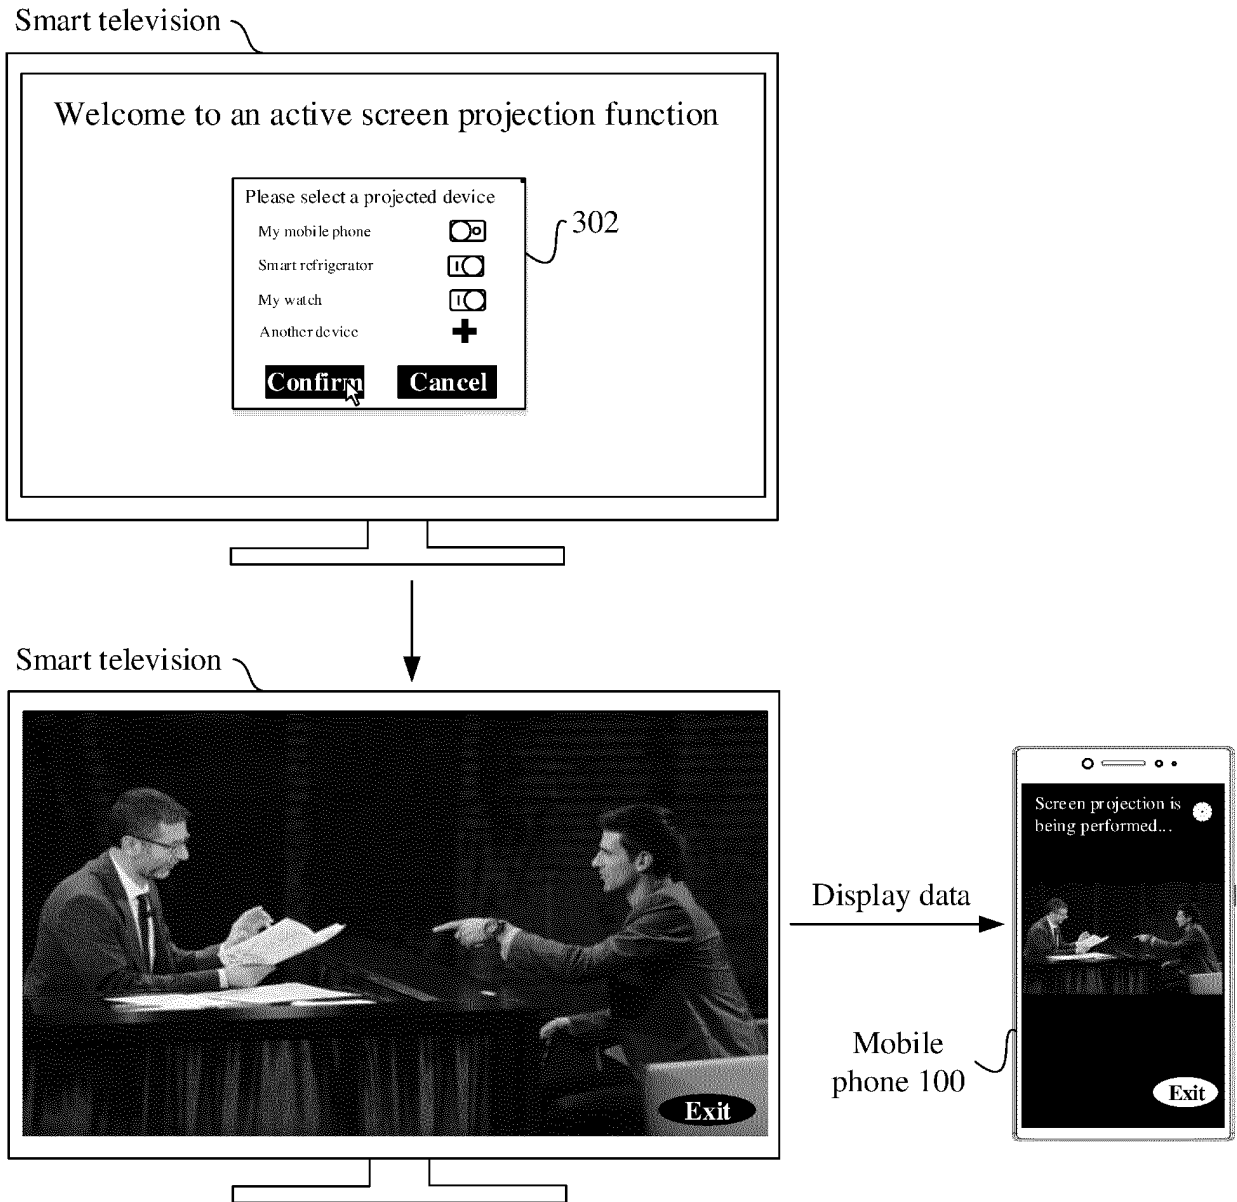 Smart television
Welcome to an active screen projection function
Please select a projected device
My mobile phone
Smart refrigerator
My watch
Another device
Confirm
Cancel
302
Smart television
Exit
Display data
Screen projection is
being performed...
Exit
Mobile
phone 100